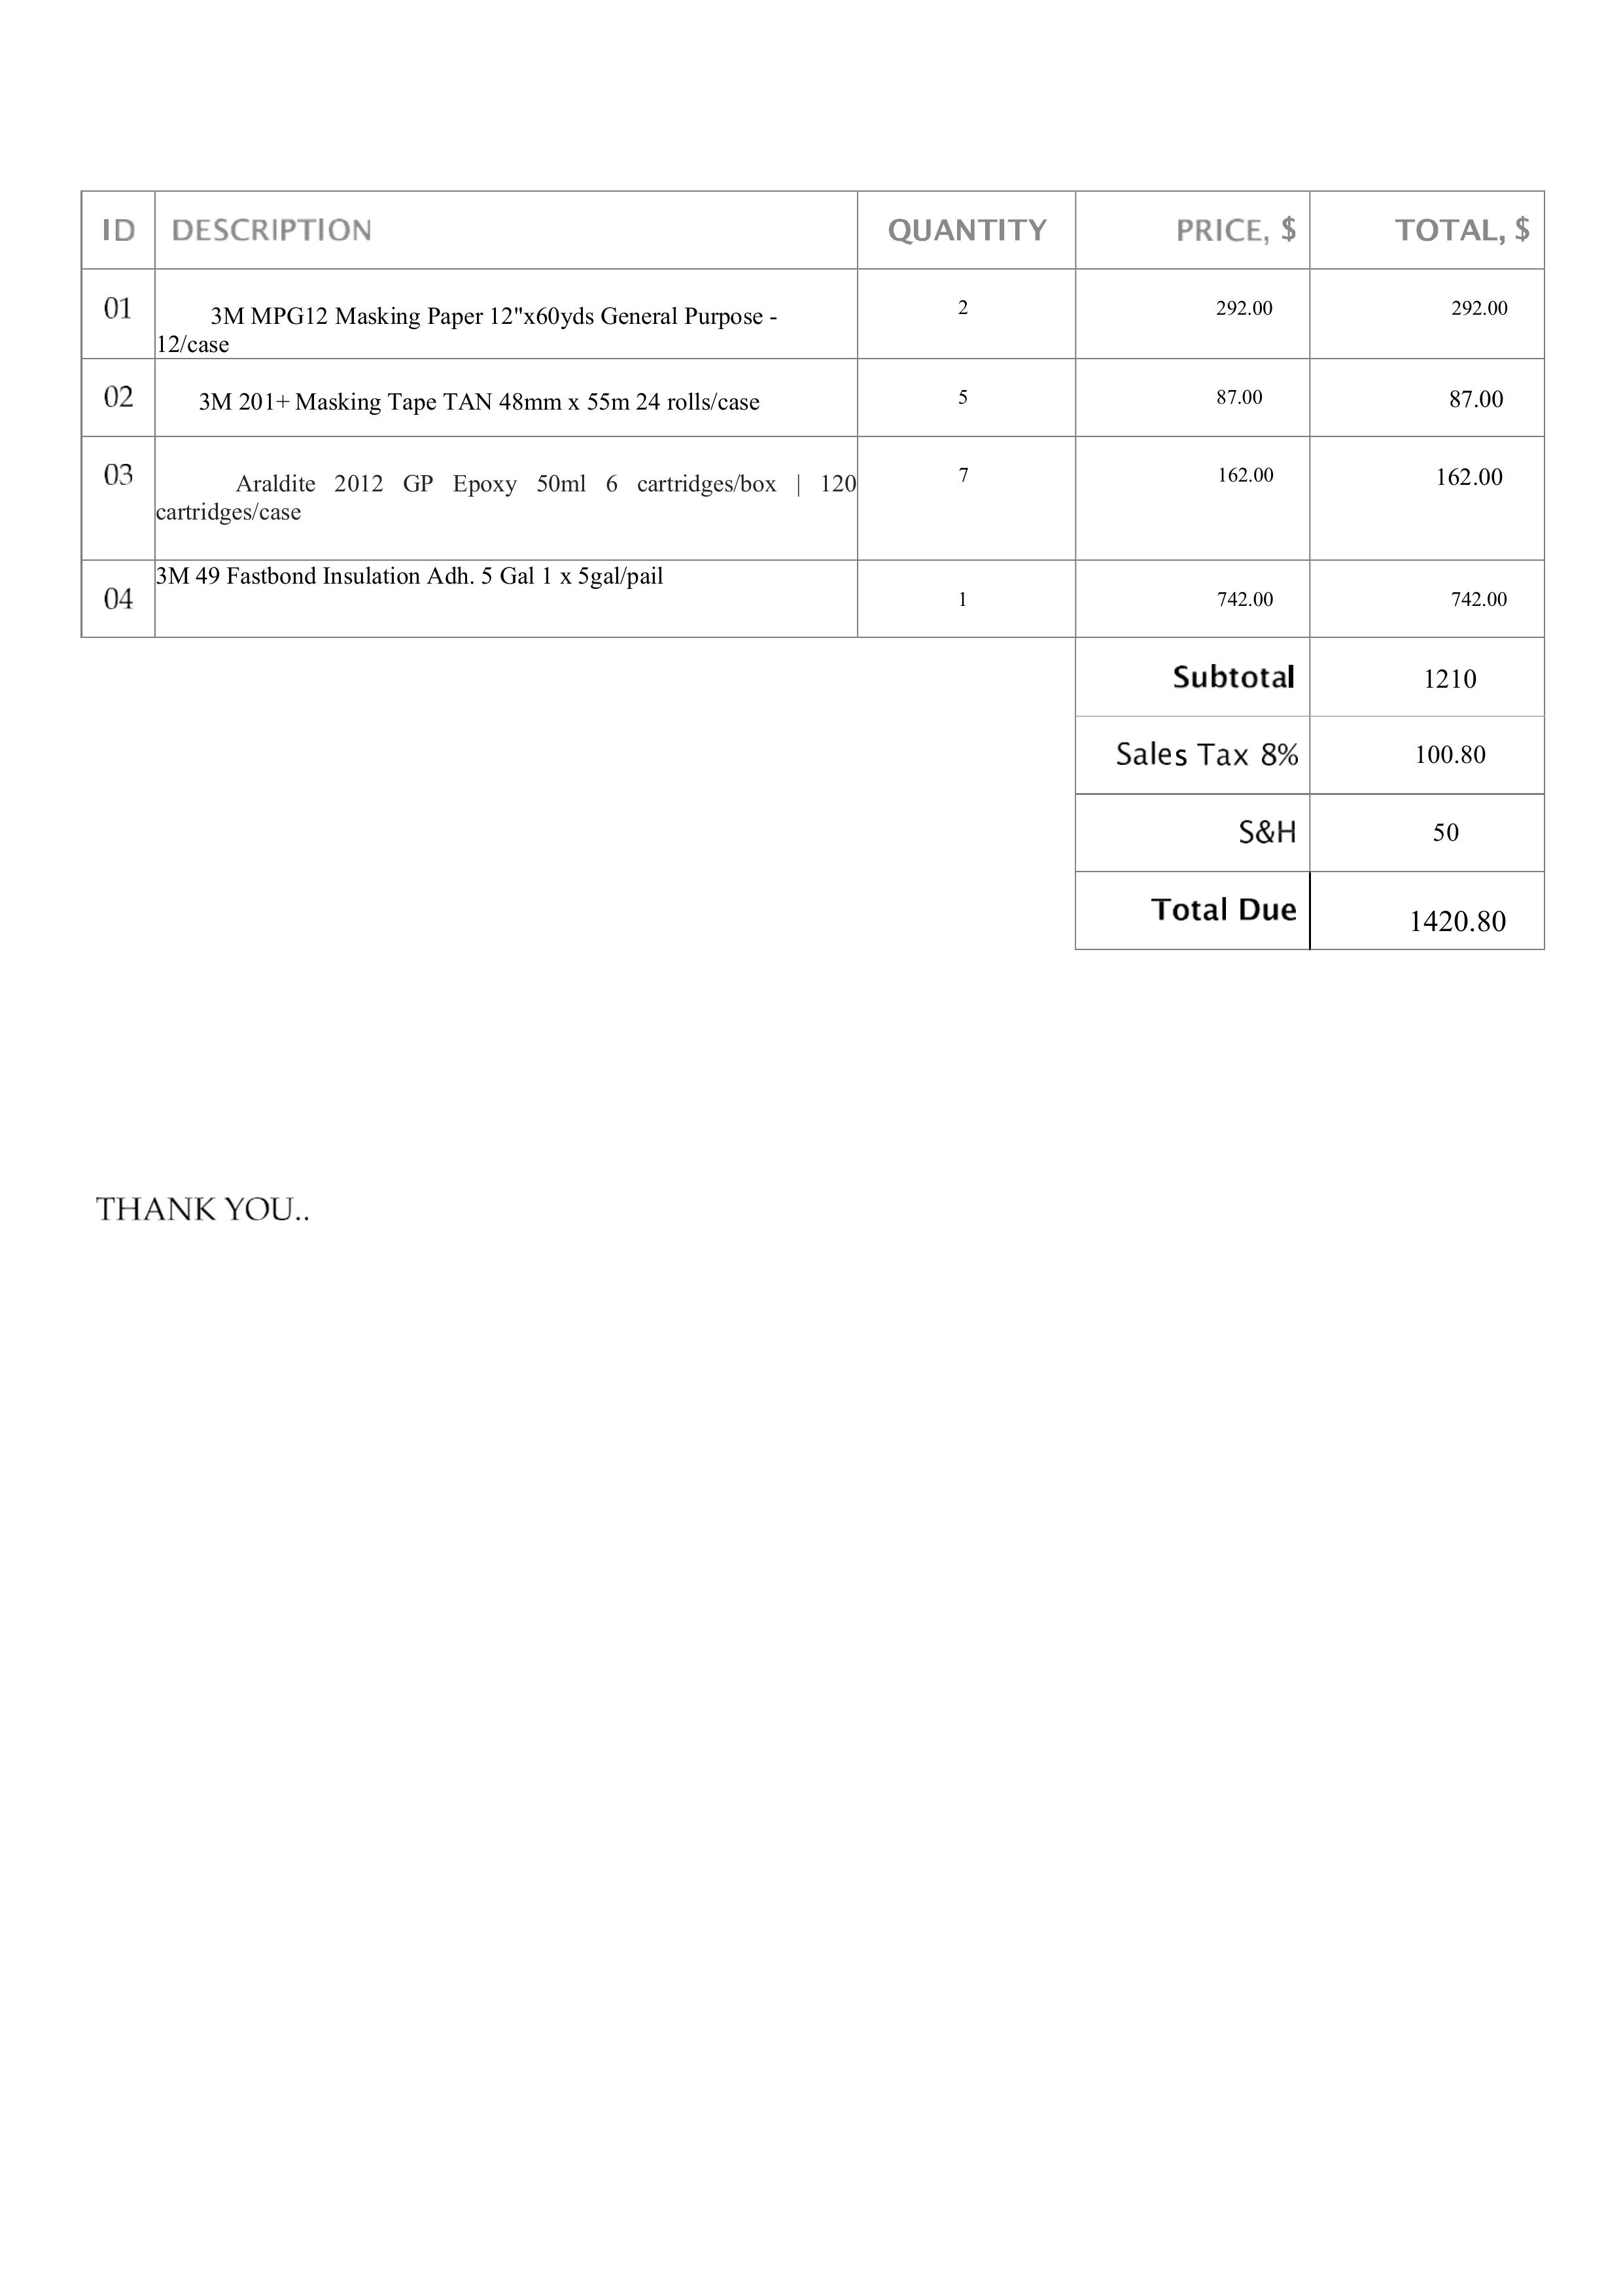 ID DESCRIPTION QUANTITY PRICE, $ TOTAL, $
01 3M MPG12 Masking Paper 12"x60yds General Purpose - 2 292.00 292.00
12/case
02 3M 201+ Masking Tape TAN 48mm x 55m 24 rolls/case 5 87.00 87.00
03 Araldite 2012 GP Epoxy 50ml 6 cartridges/box | 120 7 162.00 162.00
cartridges/case
04 3M 49 Fastbond Insulation Adh. 5 Gal 1 x 5gal/pail 1 742.00 742.00
Subtotal 1210
Sales Tax 8% 100.80
S&H 50
Total Due 1420.80
THANK YOU..